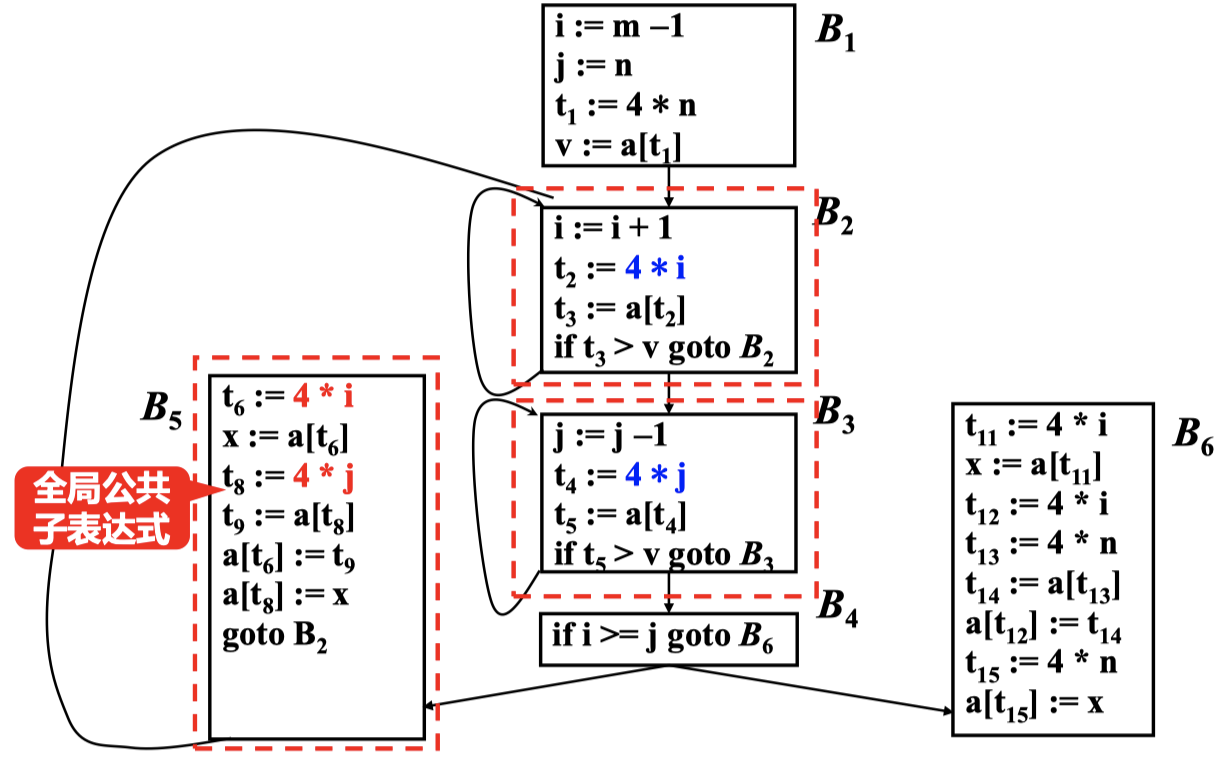 i := m –1
j := n
t₁ := 4 * n
v := a[t₁]
B₁
i := i + 1
t₂ := 4 * i
t₃ := a[t₂]
if t₃ > v goto B₂
B₂
j := j –1
t₄ := 4 * j
t₅ := a[t₄]
if t₅ > v goto B₃
B₃
if i >= j goto B₆
B₄
B₅
t₆ := 4 * i
x := a[t₆]
t₈ := 4 * j
t₉ := a[t₈]
a[t₆] := t₉
a[t₈] := x
goto B₂
全局公共
子表达式
t₁₁ := 4 * i
x := a[t₁₁]
t₁₂ := 4 * i
t₁₃ := 4 * n
t₁₄ := a[t₁₃]
a[t₁₂] := t₁₄
t₁₅ := 4 * n
a[t₁₅] := x
B₆